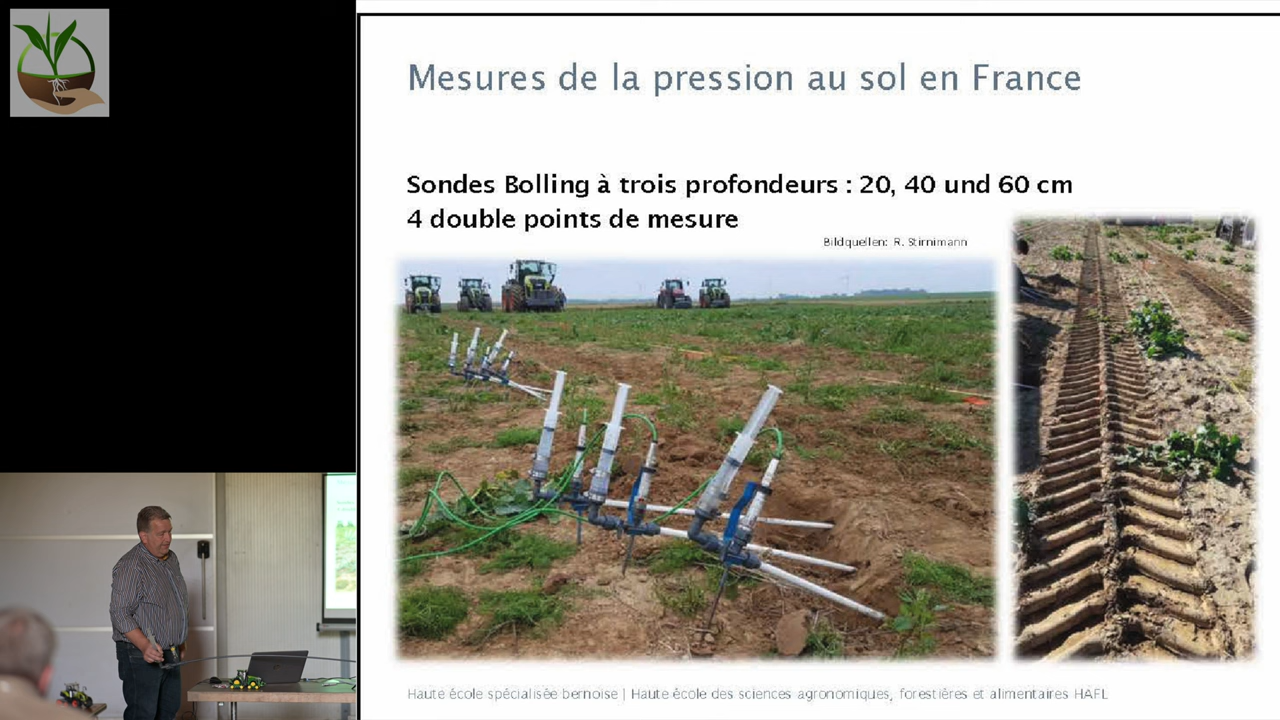 Mesures de la pression au sol en France
Sondes Bolling à trois profondeurs : 20, 40 und 60 cm
4 double points de mesure
Bildquellen: R. Stirnimann
Haute école spécialisée bernoise | Haute école des sciences agronomiques, forestières et alimentaires HAFL